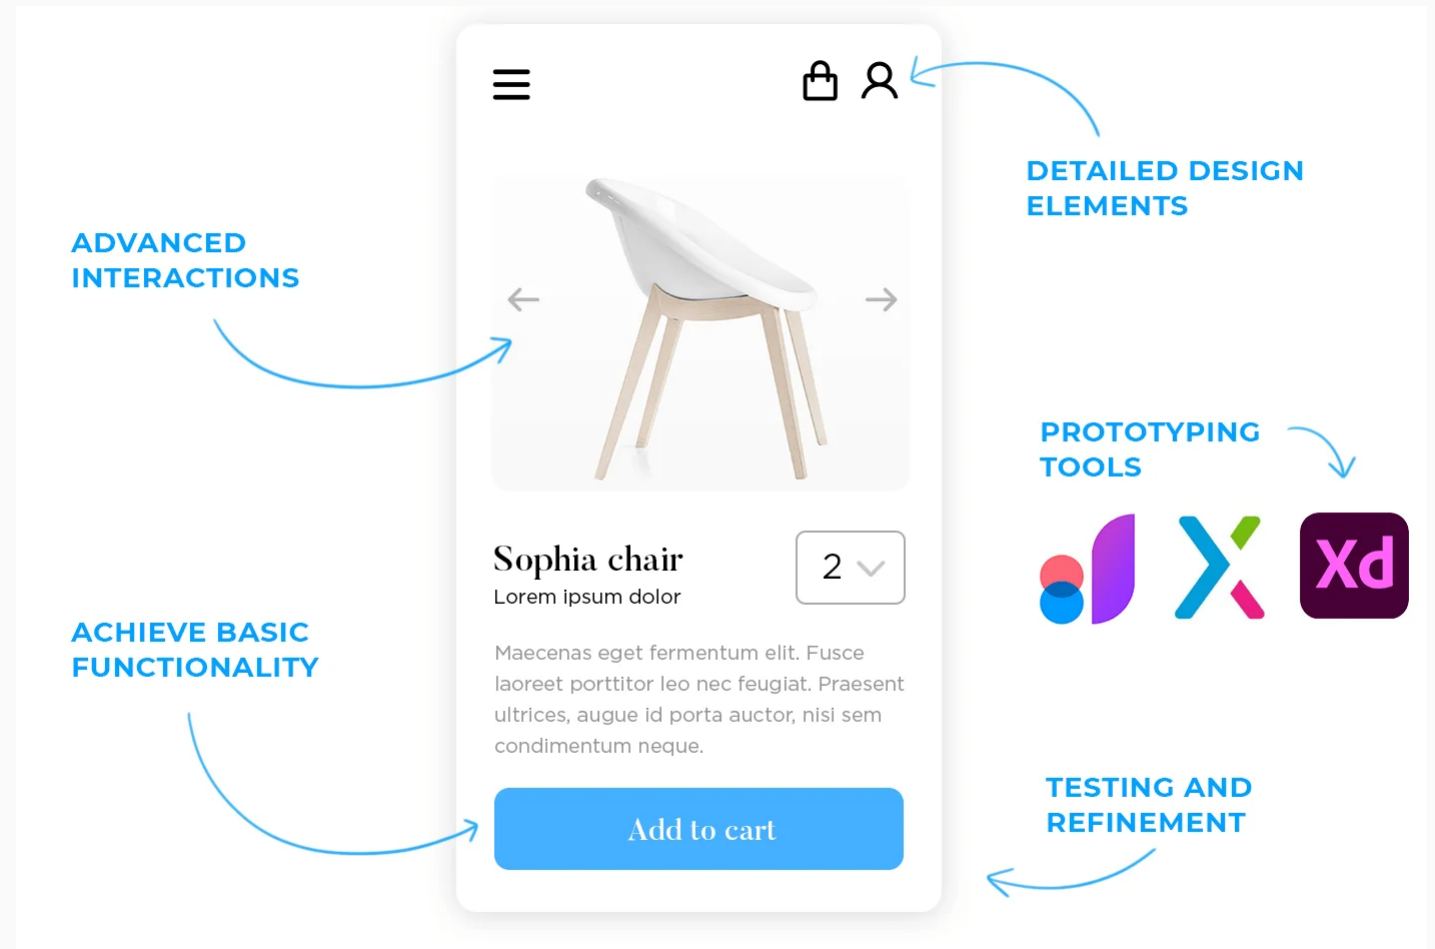 DETAILED DESIGN
ELEMENTS
ADVANCED
INTERACTIONS
PROTOTYPING
TOOLS
Xd
Sophia chair
2
Lorem ipsum dolor
ACHIEVE BASIC
FUNCTIONALITY
Maecenas eget fermentum elit. Fusce
laoreet porttitor leo nec feugiat. Praesent
ultrices, augue id porta auctor, nisi sem
condimentum neque.
Add to cart
TESTING AND
REFINEMENT